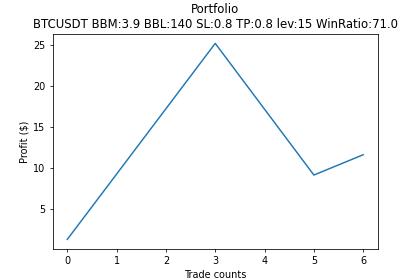 Portfolio
BTCUSDT BBM:3.9 BBL:140 SL:0.8 TP:0.8 lev:15 WinRatio:71.0
25
20
15
10
5
Profit ($)
0 1 2 3 4 5 6
Trade counts